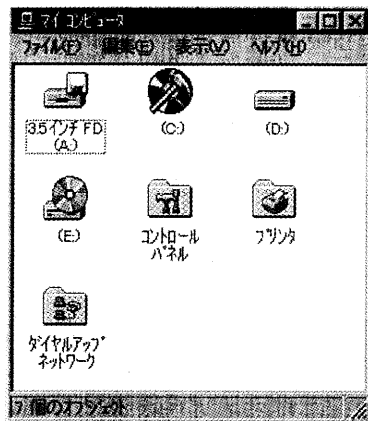 マイ コンピュータ
ファイル(F) 編集(E) 表示(V) ヘルプ(H)
3.5インチ FD
(A:)
(C:)
(D:)
(E:)
コントロール
パネル
プリンタ
ダイヤルアップ
ネットワーク
7 個のオブジェクト